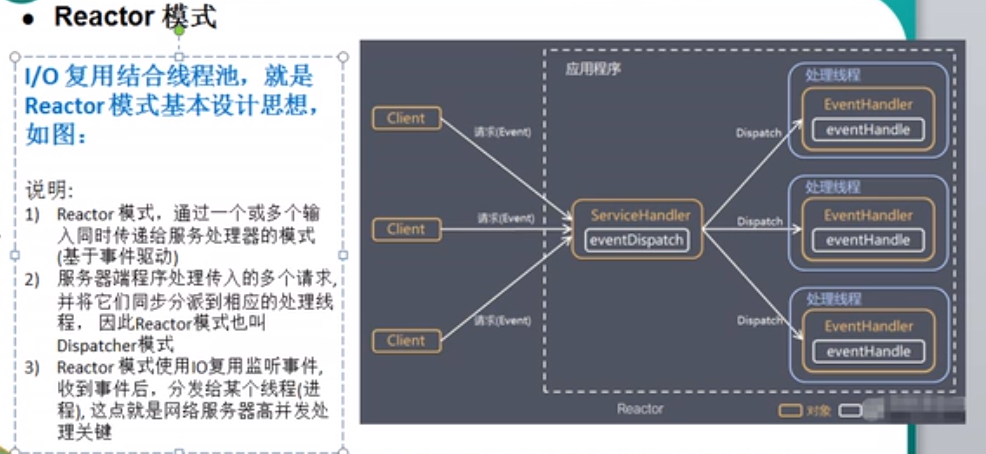 ● Reactor 模式
I/O 复用结合线程池，就是
Reactor 模式基本设计思想，
如图：
说明:
1) Reactor 模式，通过一个或多个输
入同时传递给服务处理器的模式
(基于事件驱动)
2) 服务器端程序处理传入的多个请求,
并将它们同步分派到相应的处理线
程， 因此Reactor模式也叫
Dispatcher模式
3) Reactor 模式使用IO复用监听事件,
收到事件后，分发给某个线程(进
程), 这点就是网络服务器高并发处
理关键
应用程序
Client
请求(Event)
Client
请求(Event)
Client
请求(Event)
ServiceHandler
eventDispatch
Dispatch
Dispatch
Dispatch
处理线程
EventHandler
eventHandle
处理线程
EventHandler
eventHandle
处理线程
EventHandler
eventHandle
Reactor
对象